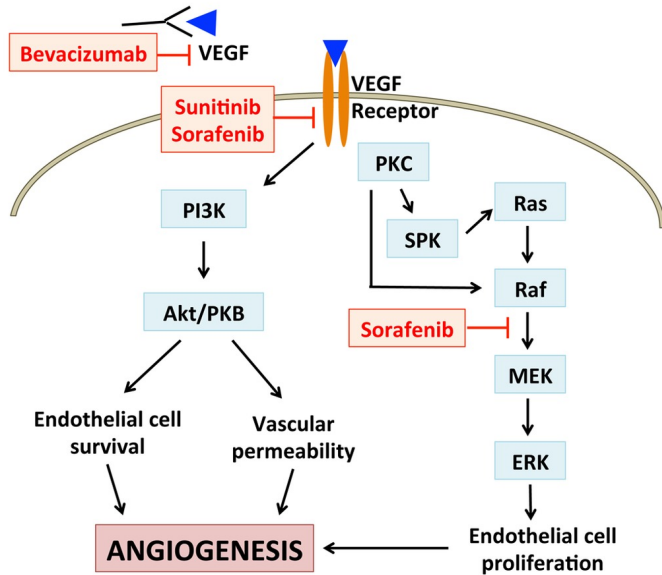 Bevacizumab
VEGF
Sunitinib
Sorafenib
VEGF
Receptor
PKC
PI3K
SPK
Ras
Akt/PKB
Raf
Sorafenib
MEK
Endothelial cell
survival
Vascular
permeability
ERK
ANGIOGENESIS
Endothelial cell
proliferation